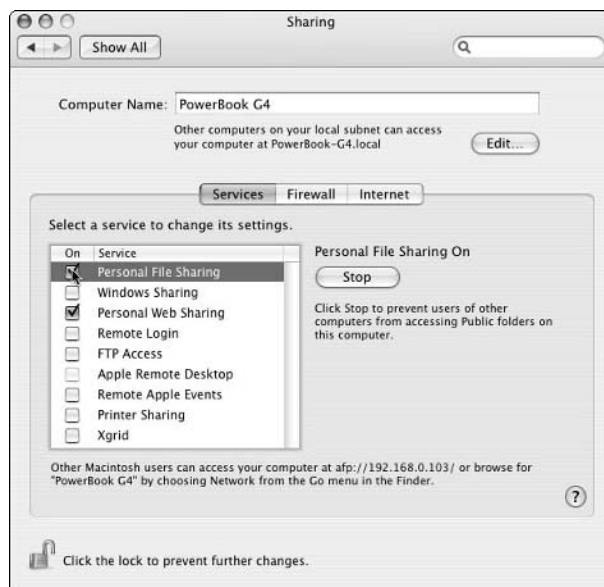 Sharing
Show All
Computer Name: PowerBook G4
Other computers on your local subnet can access
your computer at PowerBook-G4.local
Edit...
Services Firewall Internet
Select a service to change its settings.
On Service
Personal File Sharing
Windows Sharing
Personal Web Sharing
Remote Login
FTP Access
Apple Remote Desktop
Remote Apple Events
Printer Sharing
Xgrid
Personal File Sharing On
Stop
Click Stop to prevent users of other
computers from accessing Public folders on
this computer.
Other Macintosh users can access your computer at afp://192.168.0.103/ or browse for
"PowerBook G4" by choosing Network from the Go menu in the Finder.
?
Click the lock to prevent further changes.